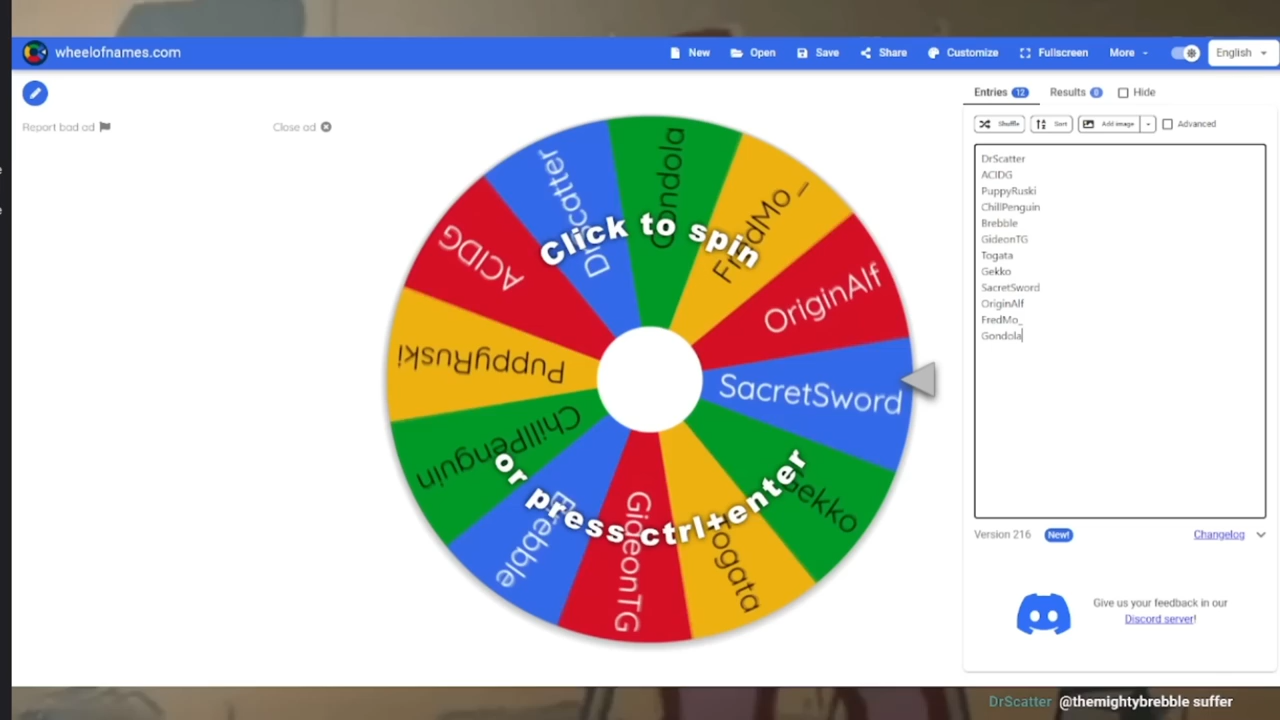 wheelofnames.com
New
Open
Save
Share
Customize
Fullscreen
More
English
Report bad ad
Close ad
Entries 12
Results 0
Hide
Shuffle
Sort
Add image
Advanced
DrScatter
ACIDG
PuppyRuski
ChillPenguin
Brebble
GideonTG
Togata
Gekko
SacretSword
OriginAlf
FredMo_
Gondola
Gondola
FredMo_
OriginAlf
SacretSword
Gekko
Togata
GideonTG
Brebble
ChillPenguin
PuppyRuski
ACIDG
DrScatter
Click to spin
or press ctrl+enter
Version 216
New!
Changelog
Give us your feedback in our
Discord server!
DrScatter @themightybrebble suffer